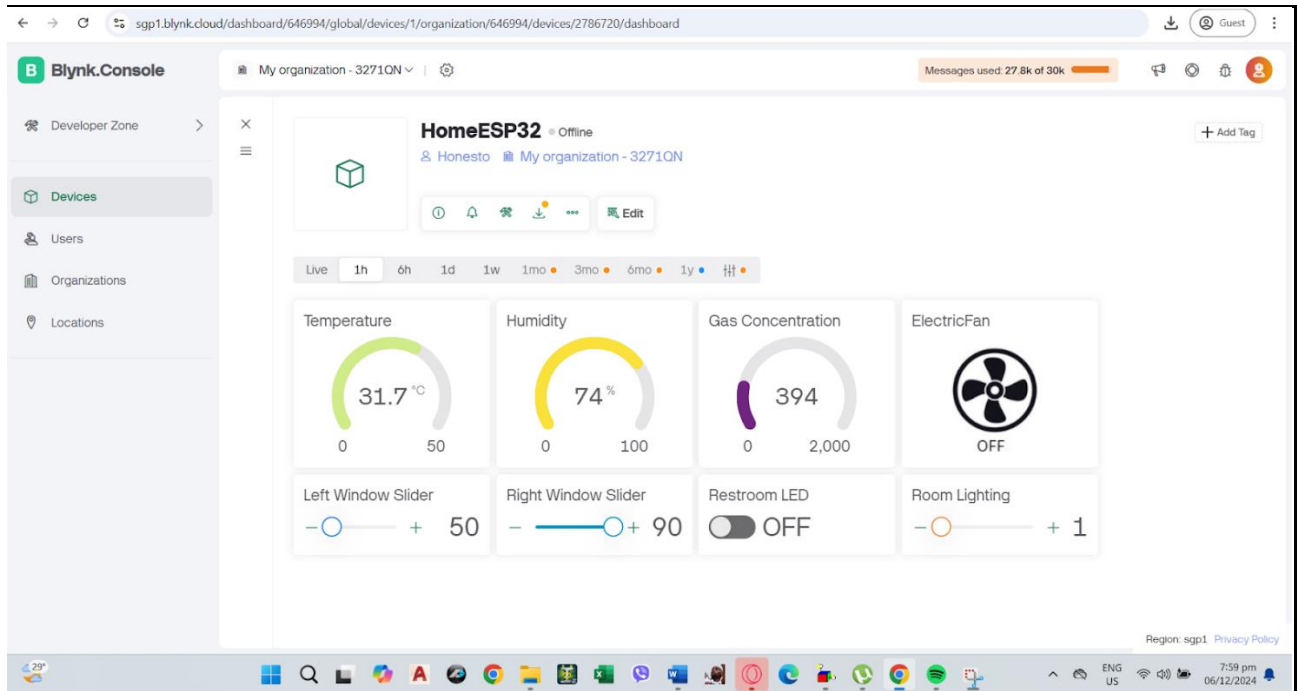 sgp1.blynk.cloud/dashboard/646994/global/devices/1/organization/646994/devices/2786720/dashboard
Guest
B Blynk.Console
My organization - 3271QN
Messages used: 27.8k of 30k
Developer Zone
Devices
Users
Organizations
Locations
HomeESP32 Offline
Honesto My organization - 3271QN
Edit
+ Add Tag
Live 1h 6h 1d 1w 1mo 3mo 6mo 1y
Temperature
31.7 °C
0 50
Humidity
74 %
0 100
Gas Concentration
394
0 2,000
ElectricFan
OFF
Left Window Slider
− + 50
Right Window Slider
− + 90
Restroom LED
OFF
Room Lighting
− + 1
Region: sgp1 Privacy Policy
29°
ENG
US
7:59 pm
06/12/2024